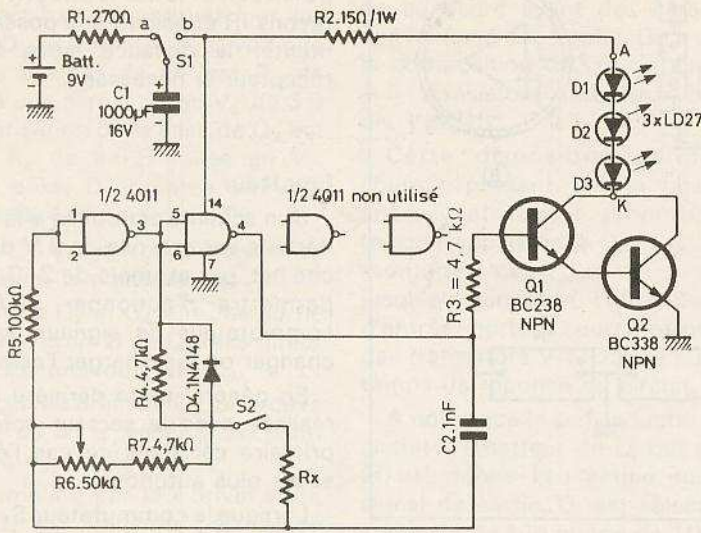 R1.270Ω
a
b
R2.15Ω/1W
S1
Batt.
9V
+
-
+
-
C1
1000µF
16V
A
D1
D2
3xLD27
D3
K
1/2 4011
1/2 4011 non utilisé
1
2
3
5
6
14
4
7
R3=4,7 kΩ
Q1
BC238
NPN
Q2
BC338
NPN
R5.100kΩ
R4.4,7kΩ
D4.1N4148
S2
C2.1nF
R6.50kΩ
R7.4,7kΩ
Rx